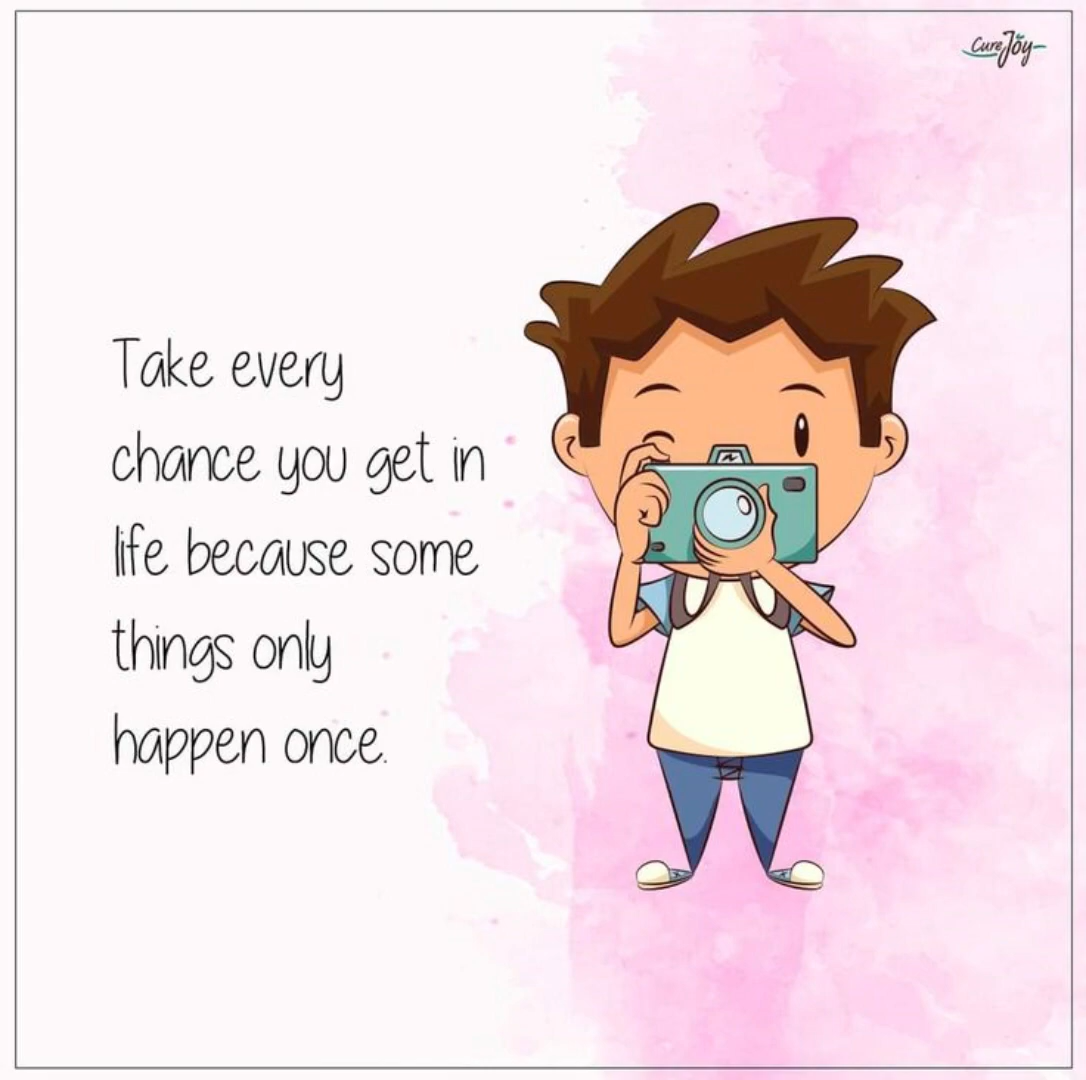 CureJoy
Take every
chance you get in
life because some
things only
happen once.